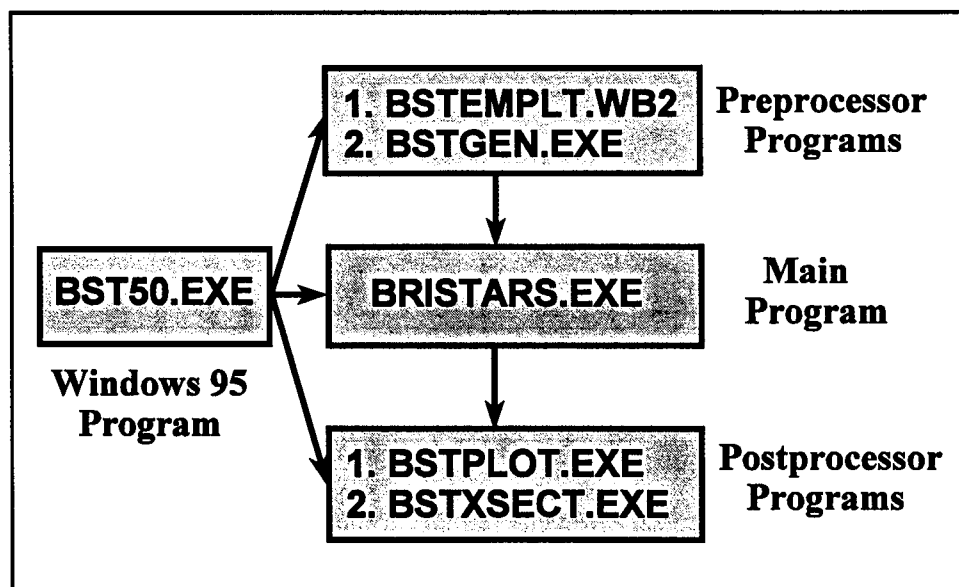 1. BSTEMPLT.WB2
2. BSTGEN.EXE
Preprocessor
Programs
BST50.EXE
Windows 95
Program
BRISTARS.EXE
Main
Program
1. BSTPLOT.EXE
2. BSTXSECT.EXE
Postprocessor
Programs